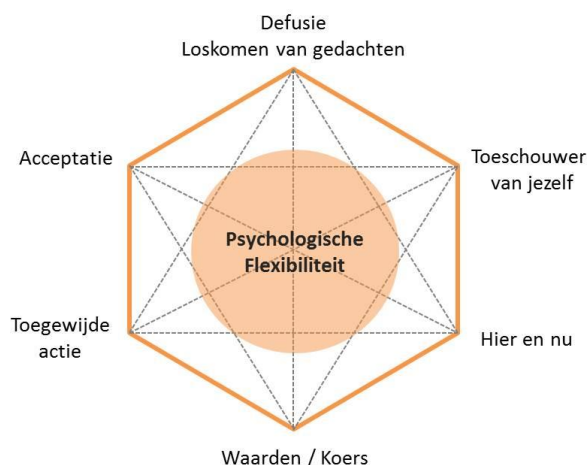 Defusie
Loskomen van gedachten
Acceptatie
Toeschouwer
van jezelf
Psychologische
Flexibiliteit
Toegewijde
actie
Hier en nu
Waarden / Koers